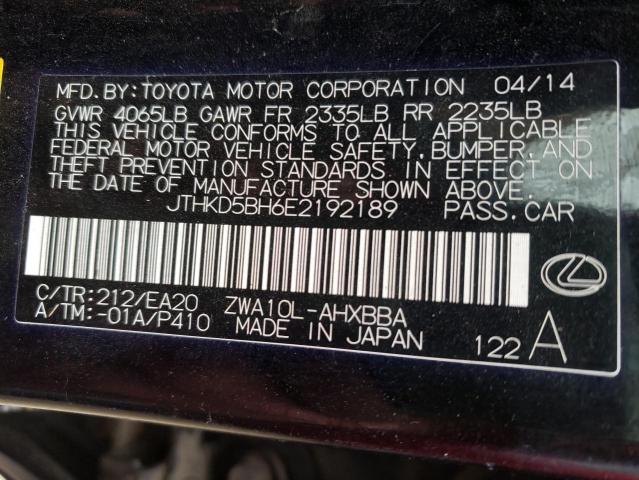 MFD. BY: TOYOTA MOTOR CORPORATION 04/14
GVWR 4065LB GAWR FR 2335LB RR 2235LB
THIS VEHICLE CONFORMS TO ALL APPLICABLE
FEDERAL MOTOR VEHICLE SAFETY, BUMPER, AND
THEFT PREVENTION STANDARDS IN EFFECT ON
THE DATE OF MANUFACTURE SHOWN ABOVE.
JTHKD5BH6E2192189 PASS. CAR
C/TR: 212/EA20 ZWA10L-AHXBBA
A/TM: -01A/P410 MADE IN JAPAN
122 A